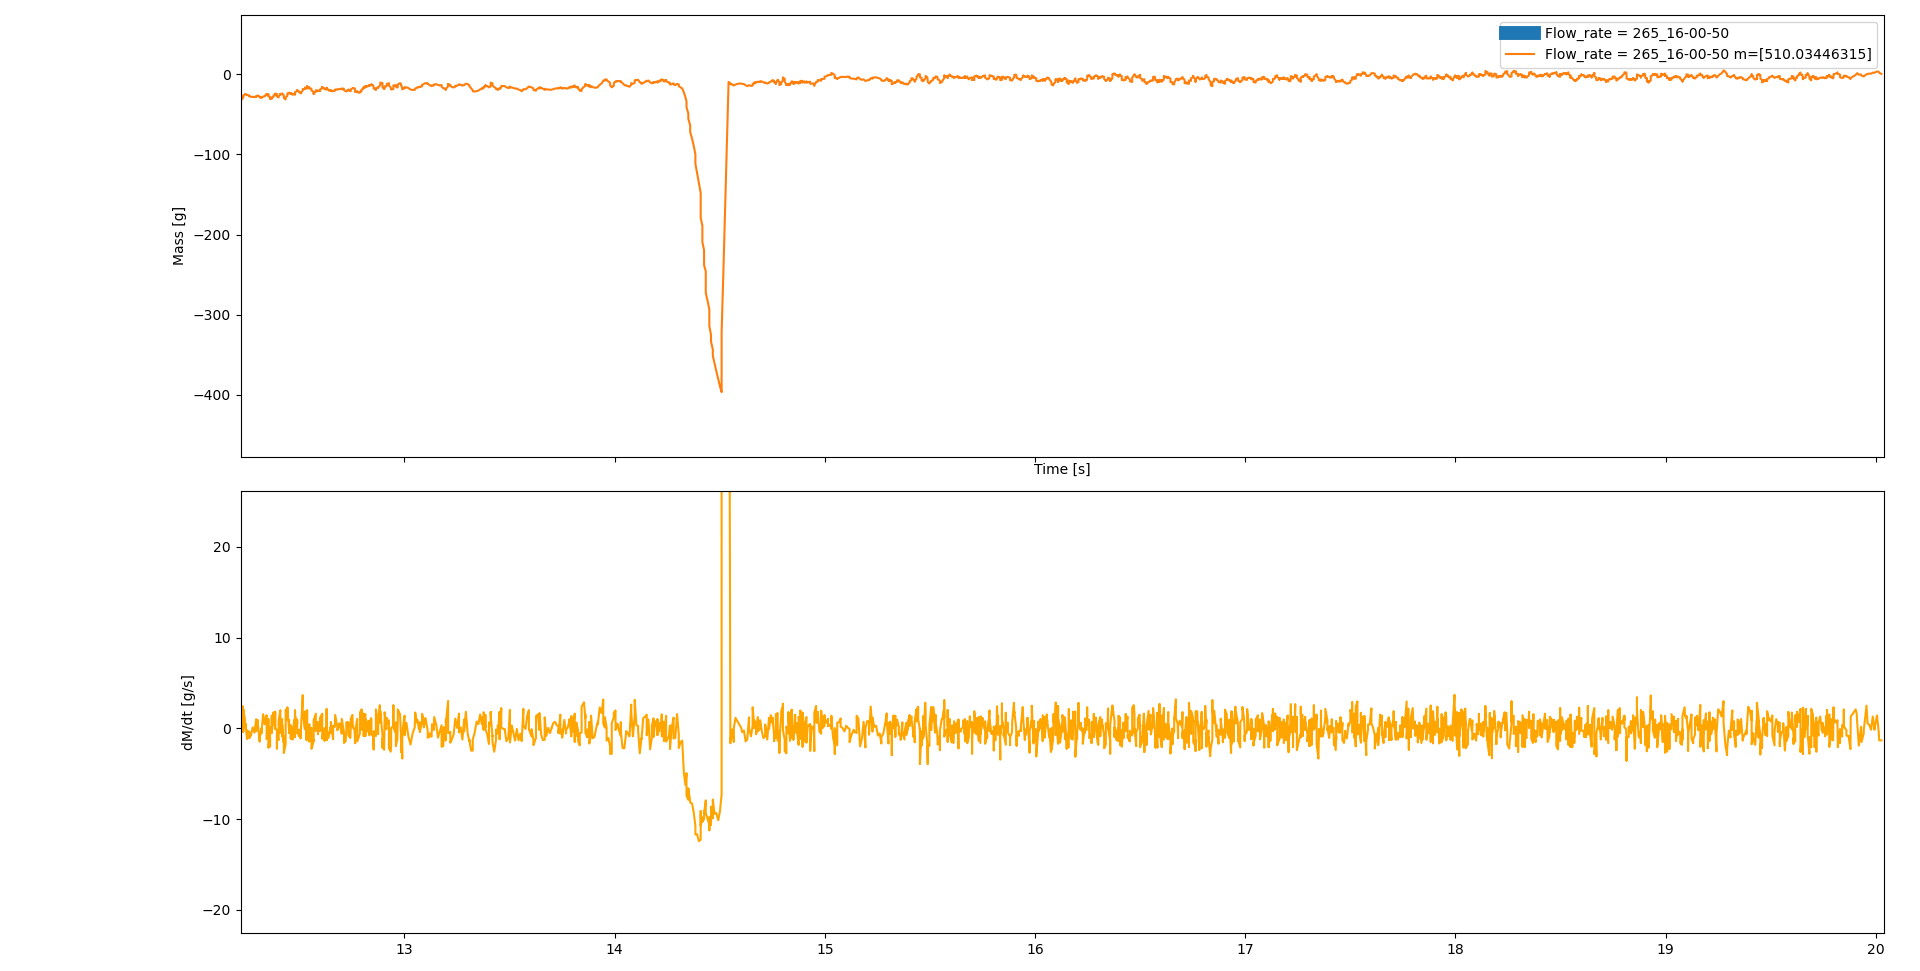 Flow_rate = 265_16-00-50
Flow_rate = 265_16-00-50 m=[510.03446315]
0
−100
−200
−300
−400
Mass [g]
Time [s]
20
10
0
−10
−20
dM/dt [g/s]
13 14 15 16 17 18 19 20